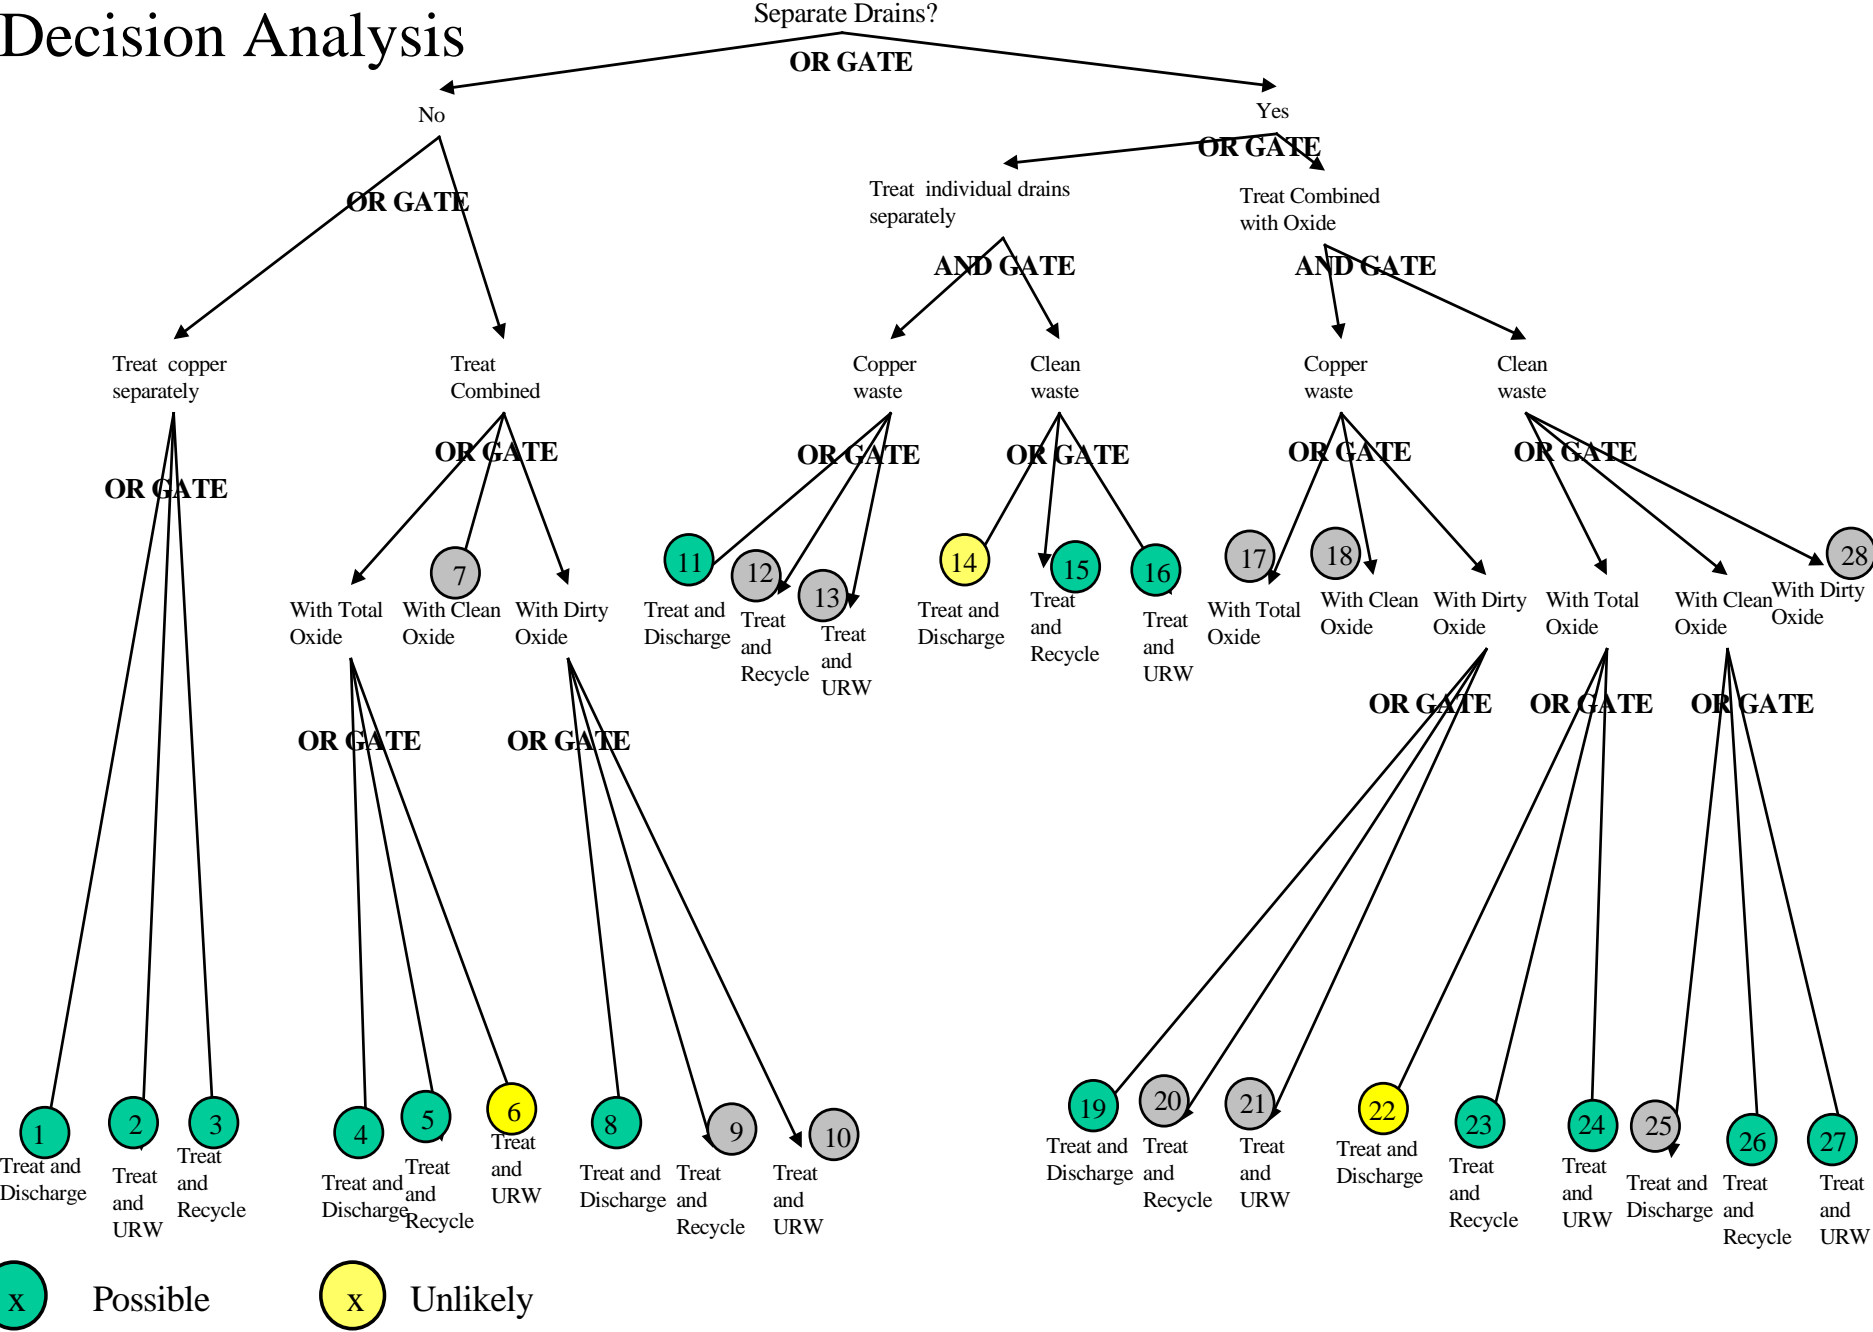 Decision Analysis
Separate Drains?
OR GATE
No
Yes
OR GATE
OR GATE
Treat individual drains
separately
Treat Combined
with Oxide
AND GATE
AND GATE
Treat copper
separately
Treat
Combined
Copper
waste
Clean
waste
Copper
waste
Clean
waste
OR GATE
OR GATE
OR GATE
OR GATE
OR GATE
OR GATE
7
11
12
13
14
15
16
17
18
28
With Total
Oxide
With Clean
Oxide
With Dirty
Oxide
Treat and
Discharge
Treat
and
Recycle
Treat
and
URW
Treat and
Discharge
Treat
and
Recycle
Treat
and
URW
With Total
Oxide
With Clean
Oxide
With Dirty
Oxide
With Total
Oxide
With Clean
Oxide
With Dirty
Oxide
OR GATE
OR GATE
OR GATE
OR GATE
OR GATE
1
2
3
4
5
6
8
9
10
19
20
21
22
23
24
25
26
27
Treat and
Discharge
Treat
and
URW
Treat
and
Recycle
Treat and
Discharge
Treat
and
Recycle
Treat
and
URW
Treat and
Discharge
Treat
and
Recycle
Treat
and
URW
Treat and
Discharge
Treat
and
Recycle
Treat
and
URW
Treat and
Discharge
Treat
and
Recycle
Treat
and
URW
Treat and
Discharge
Treat
and
Recycle
Treat
and
URW
x Possible
x Unlikely